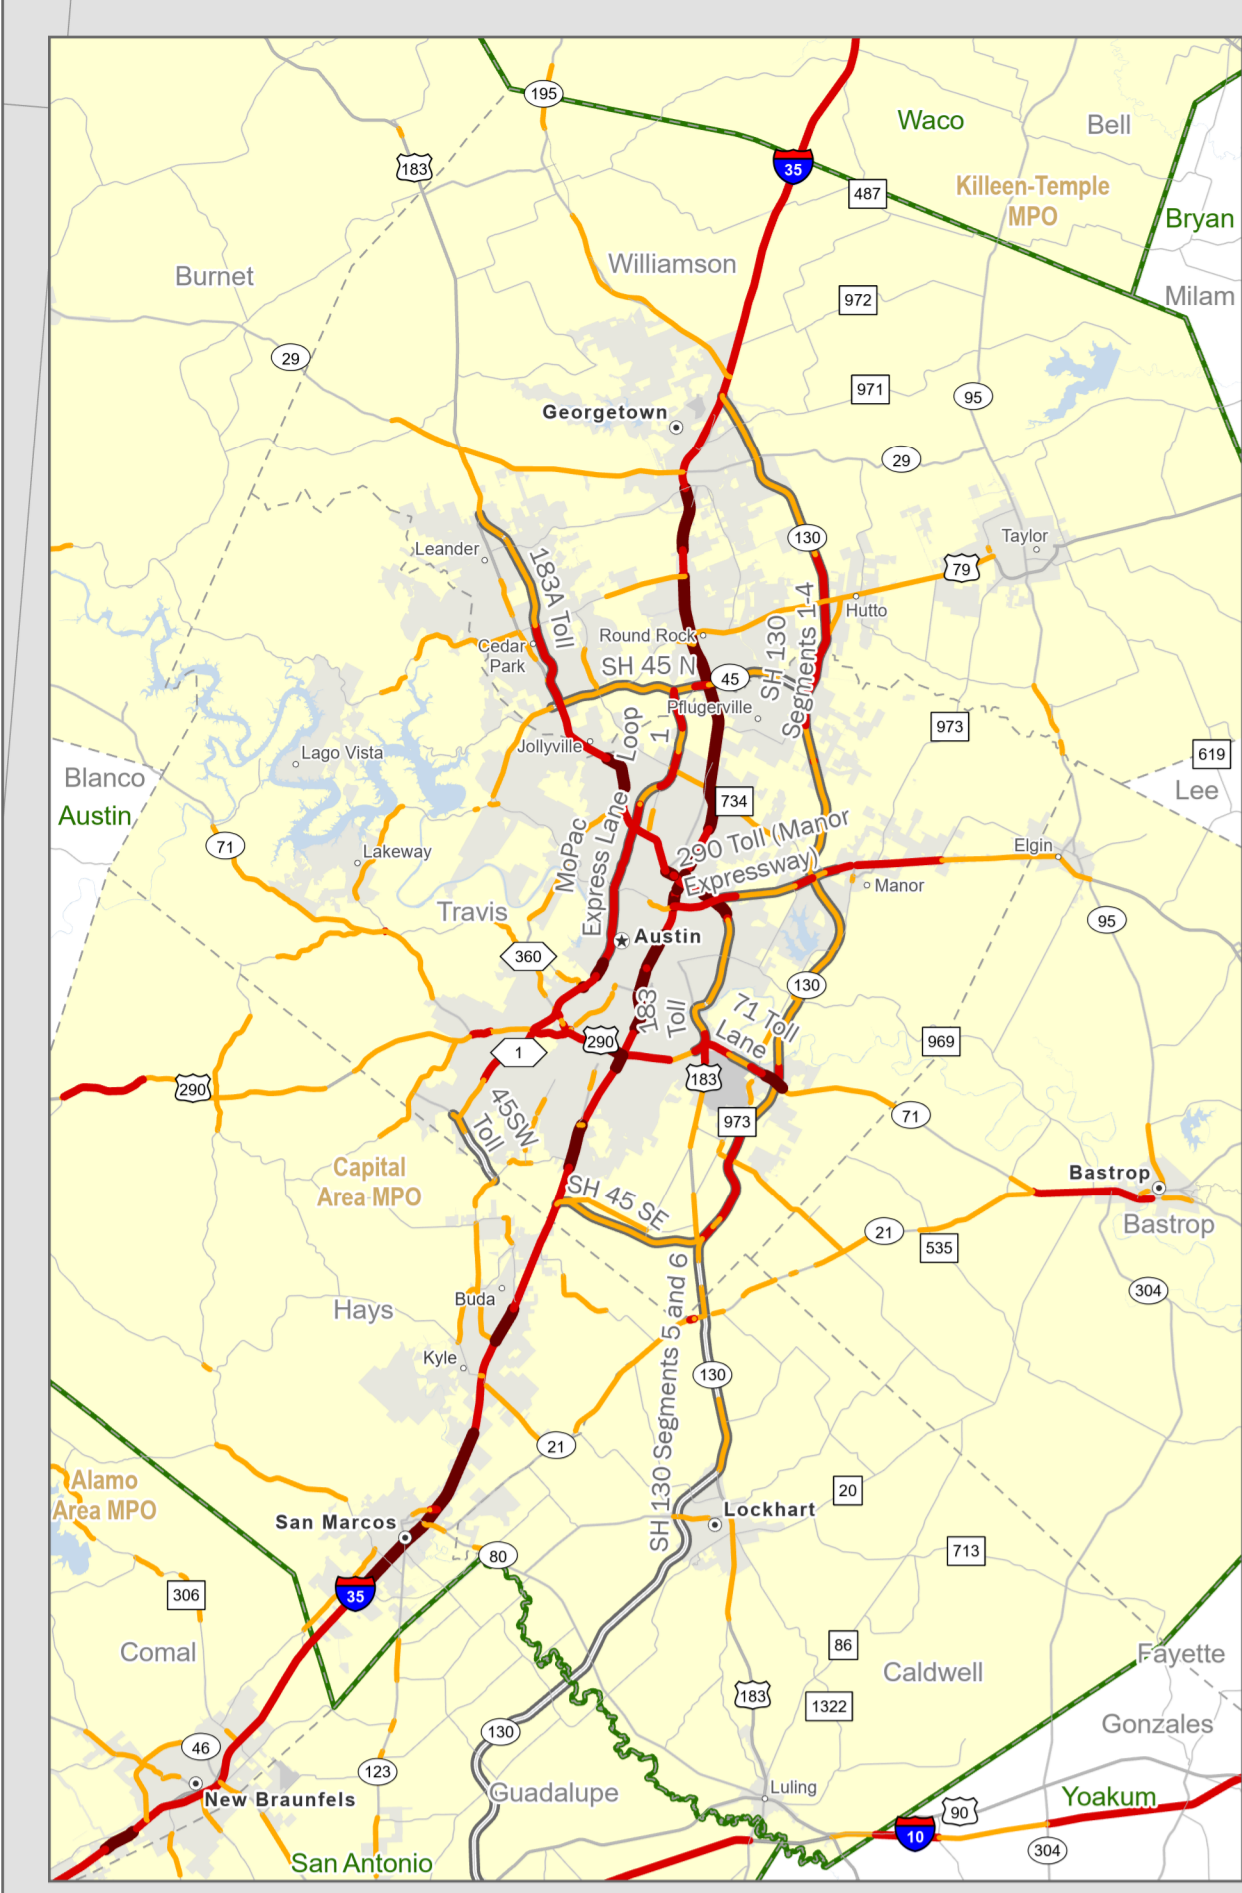 195
Waco
Bell
183
35
487
Killeen-Temple
MPO
Bryan
Burnet
Williamson
972
Milam
29
971
95
Georgetown
29
130
Taylor
Leander
183A Toll
79
Hutto
Cedar
Park
Round Rock
SH 45 N
45
SH 130
Segments 1-4
Pflugerville
Loop
1
973
619
Jollyville
Lago Vista
Blanco
Austin
Lee
734
71
Lakeway
MoPac
Express Lane
290 Toll (Manor
Expressway)
Elgin
Manor
Travis
95
360
Austin
130
183
Toll
71 Toll
Lane
969
290
1
290
183
45SW
Toll
973
71
Capital
Area MPO
Bastrop
SH 45 SE
21
535
Bastrop
304
Buda
Hays
Kyle
SH 130 Segments 5 and 6
130
21
Alamo
Area MPO
20
San Marcos
Lockhart
80
713
35
306
Comal
86
Fayette
Caldwell
183
1322
Gonzales
130
46
123
Luling
New Braunfels
Guadalupe
Yoakum
90
10
304
San Antonio